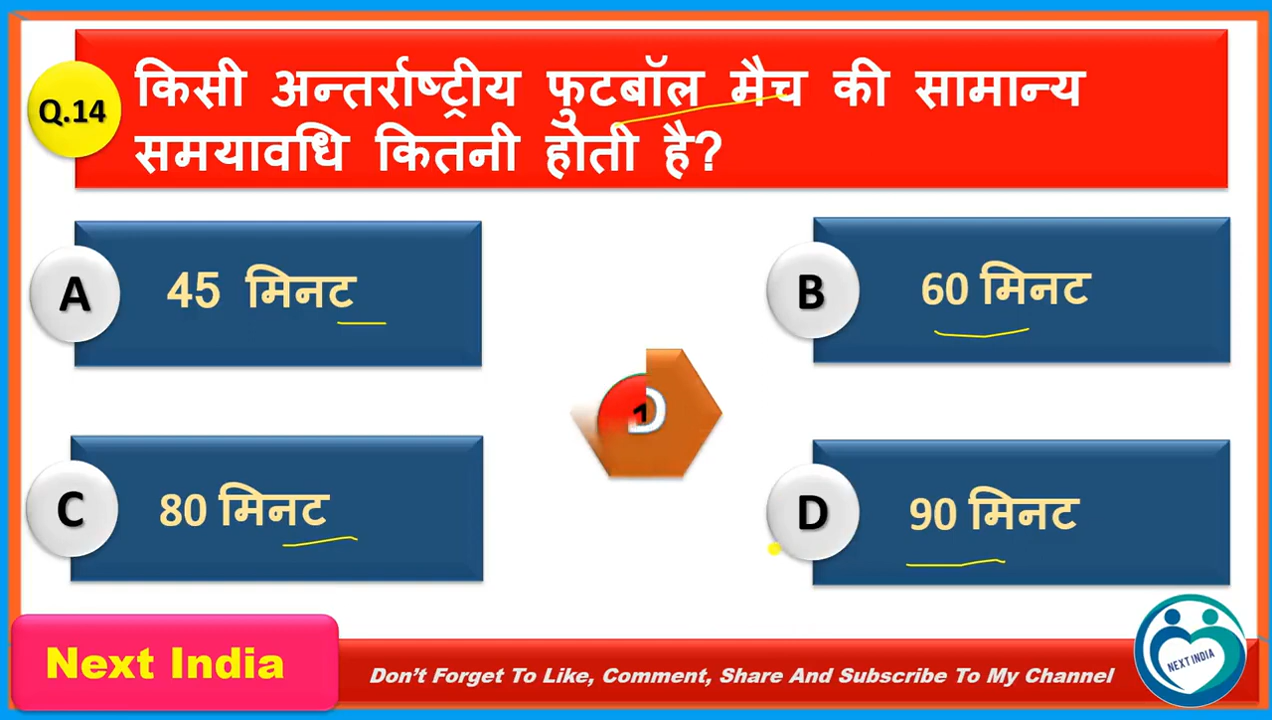 Q.14
किसी अन्तर्राष्ट्रीय फुटबॉल मैच की सामान्य
समयावधि कितनी होती है?
A
45 मिनट
B
60 मिनट
C
80 मिनट
D
90 मिनट
Next India
Don't Forget To Like, Comment, Share And Subscribe To My Channel
NEXT INDIA